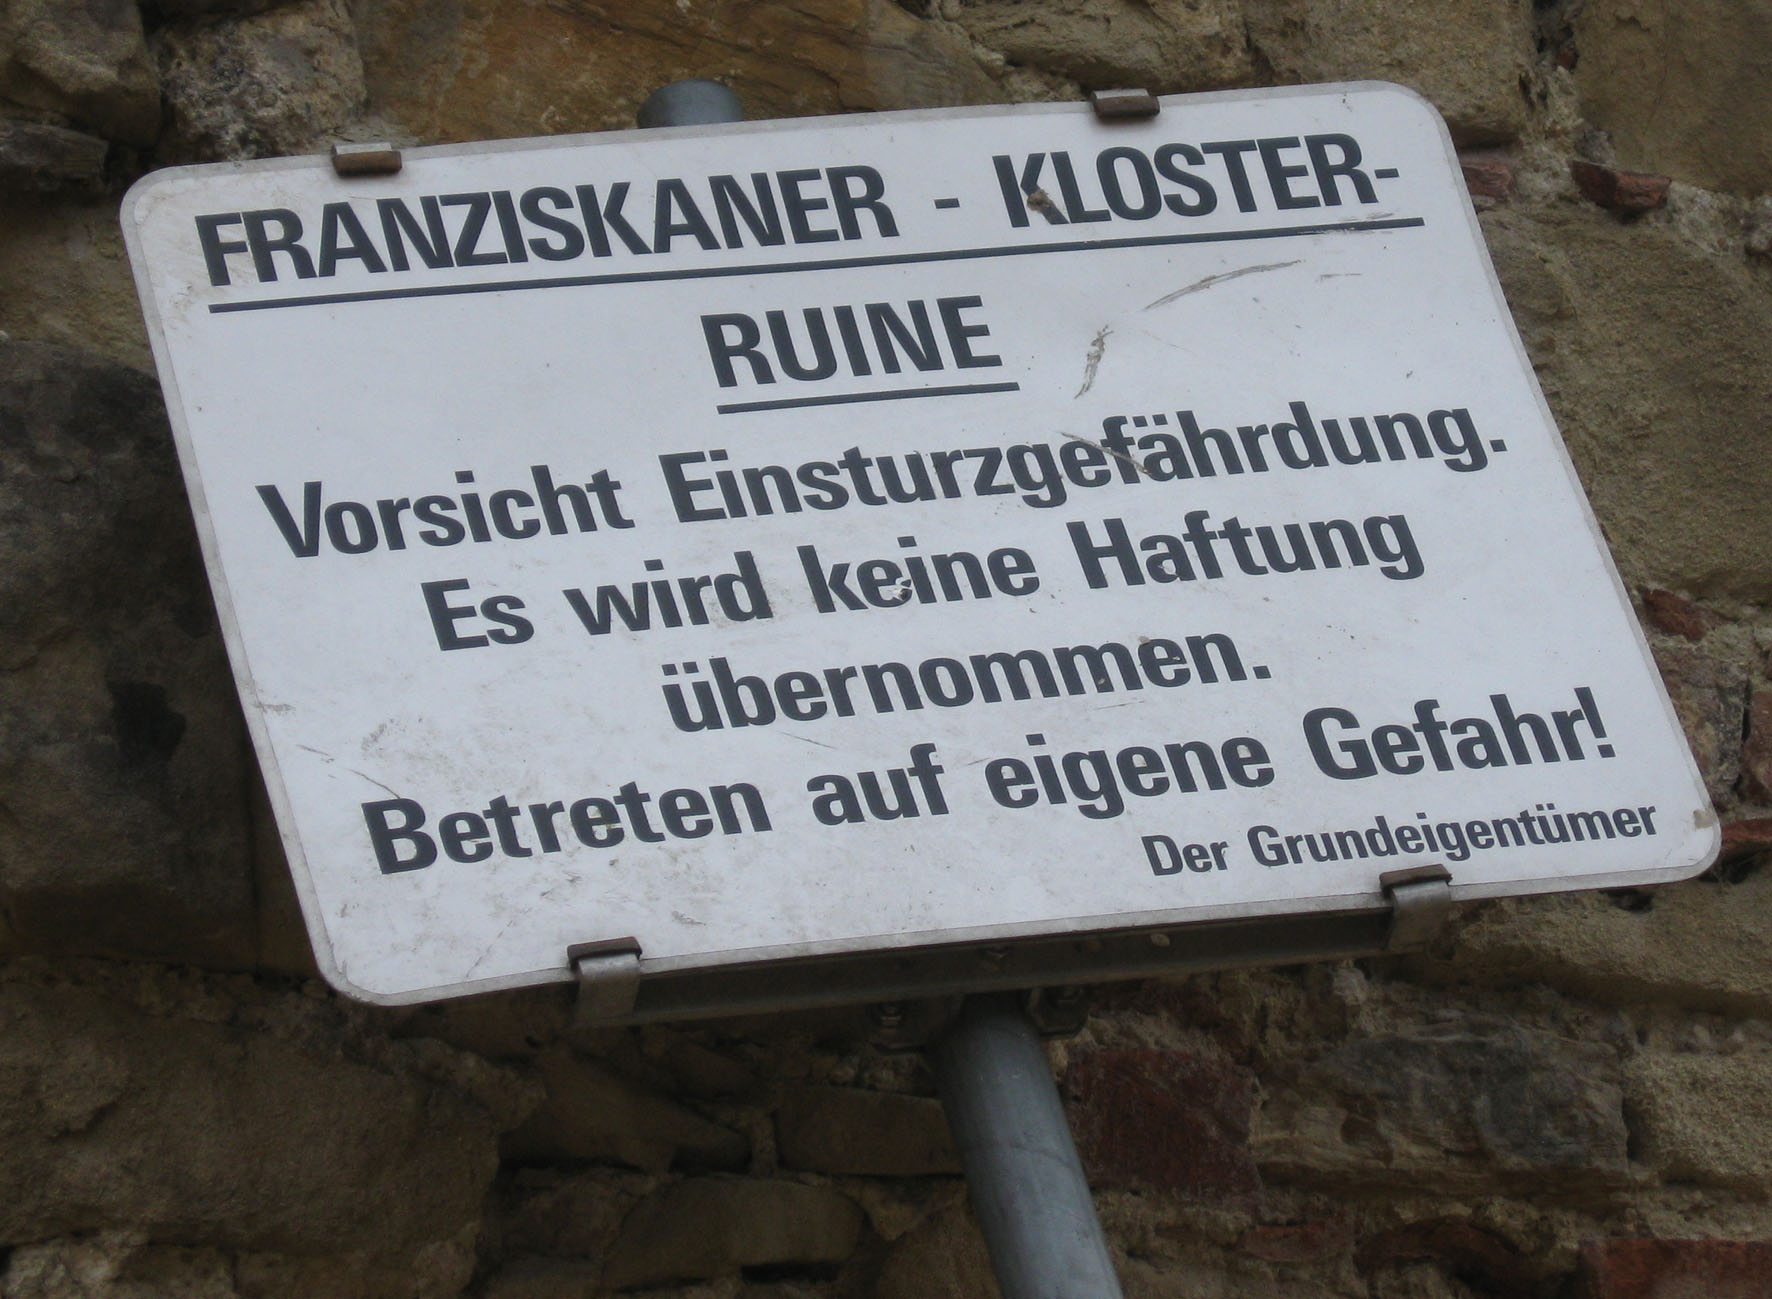 FRANZISKANER - KLOSTER-
RUINE
Vorsicht Einsturzgefährdung.
Es wird keine Haftung
übernommen.
Betreten auf eigene Gefahr!
Der Grundeigentümer